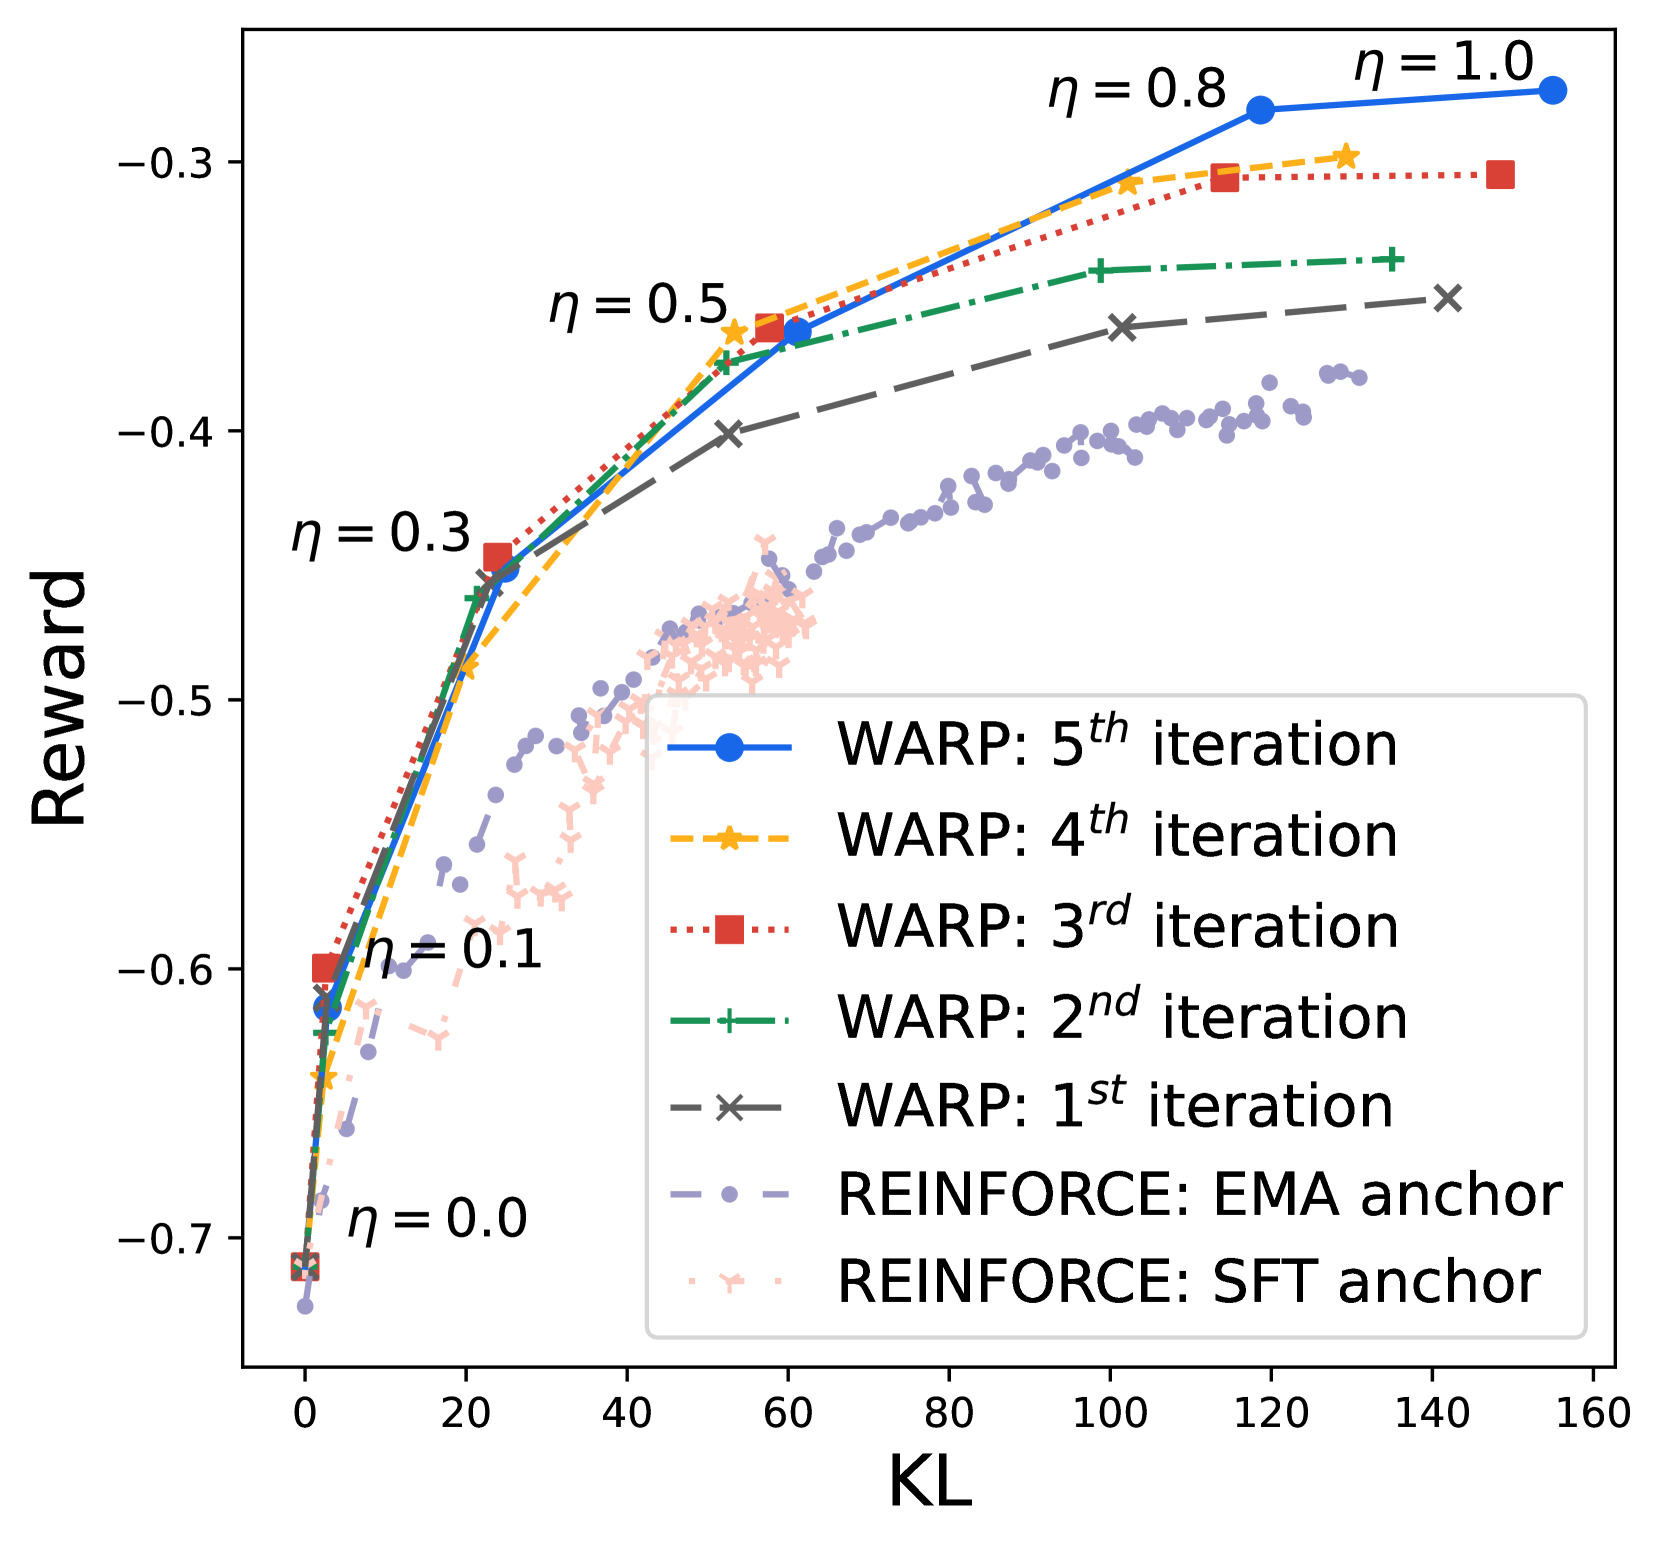 η = 1.0
η = 0.8
η = 0.5
η = 0.3
η = 0.1
η = 0.0
Reward
−0.3
−0.4
−0.5
−0.6
−0.7
WARP: 5th iteration
WARP: 4th iteration
WARP: 3rd iteration
WARP: 2nd iteration
WARP: 1st iteration
REINFORCE: EMA anchor
REINFORCE: SFT anchor
0 20 40 60 80 100 120 140 160
KL